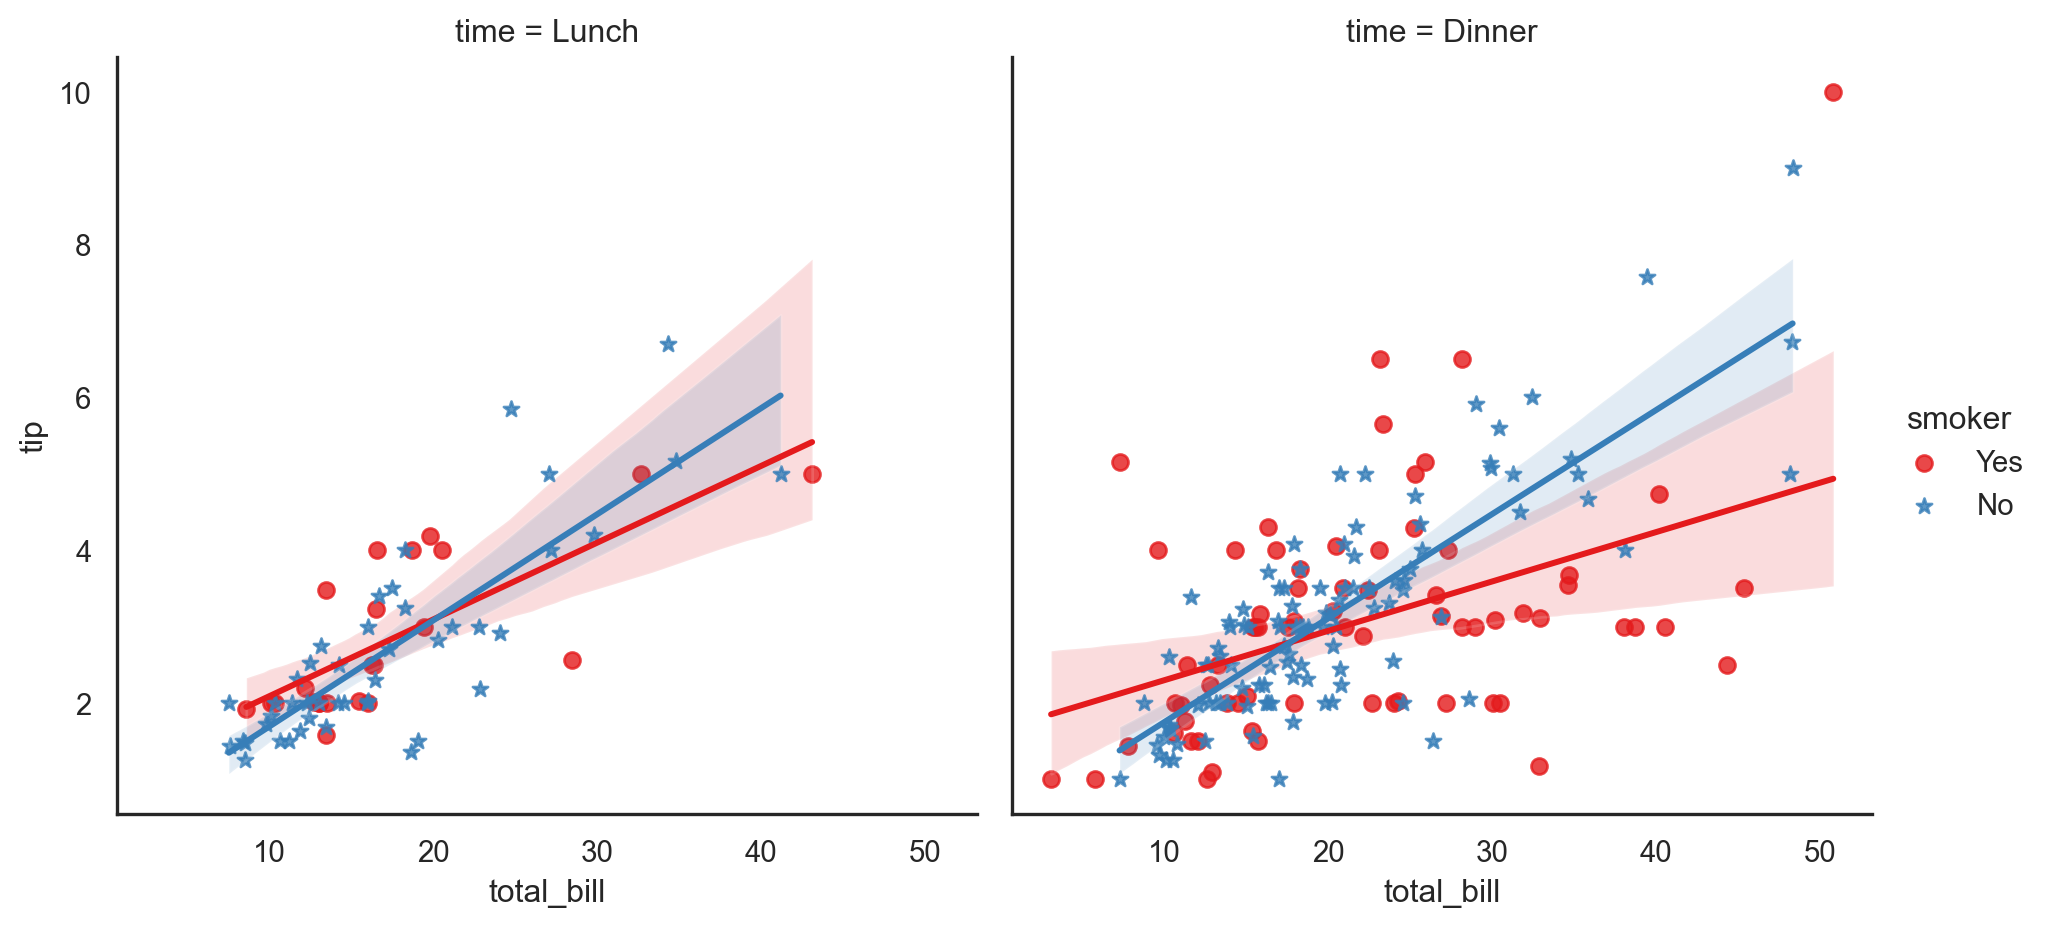 time = Lunch
time = Dinner
10
8
6
4
2
tip
10 20 30 40 50
10 20 30 40 50
total_bill
total_bill
smoker
Yes
No